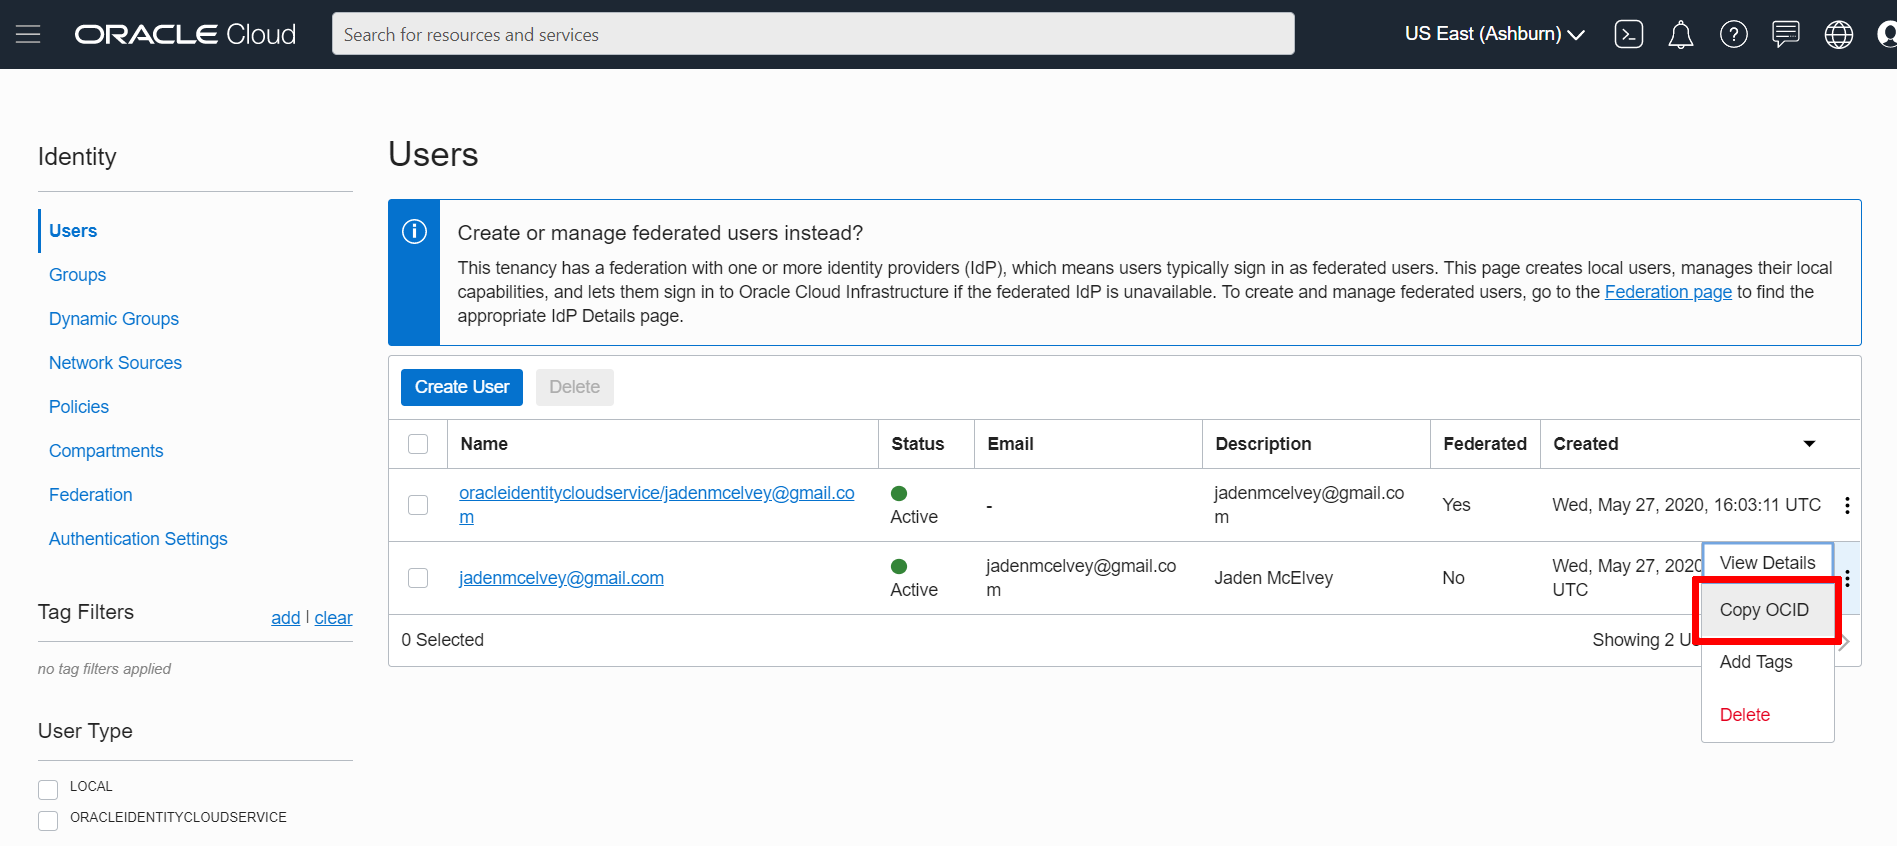 ORACLE Cloud
Search for resources and services
US East (Ashburn)
Identity
Users
Groups
Dynamic Groups
Network Sources
Policies
Compartments
Federation
Authentication Settings
Tag Filters
add | clear
no tag filters applied
User Type
LOCAL
ORACLEIDENTITYCLOUDSERVICE
Users
Create or manage federated users instead?
This tenancy has a federation with one or more identity providers (IdP), which means users typically sign in as federated users. This page creates local users, manages their local
capabilities, and lets them sign in to Oracle Cloud Infrastructure if the federated IdP is unavailable. To create and manage federated users, go to the Federation page to find the
appropriate IdP Details page.
Create User Delete
Name Status Email Description Federated Created
oracleidentitycloudservice/jadenmcelvey@gmail.co
m
Active
-
jadenmcelvey@gmail.co
m
Yes
Wed, May 27, 2020, 16:03:11 UTC
jadenmcelvey@gmail.com
Active
jadenmcelvey@gmail.co
m
Jaden McElvey
No
Wed, May 27, 2020
UTC
View Details
Copy OCID
Add Tags
Delete
0 Selected
Showing 2